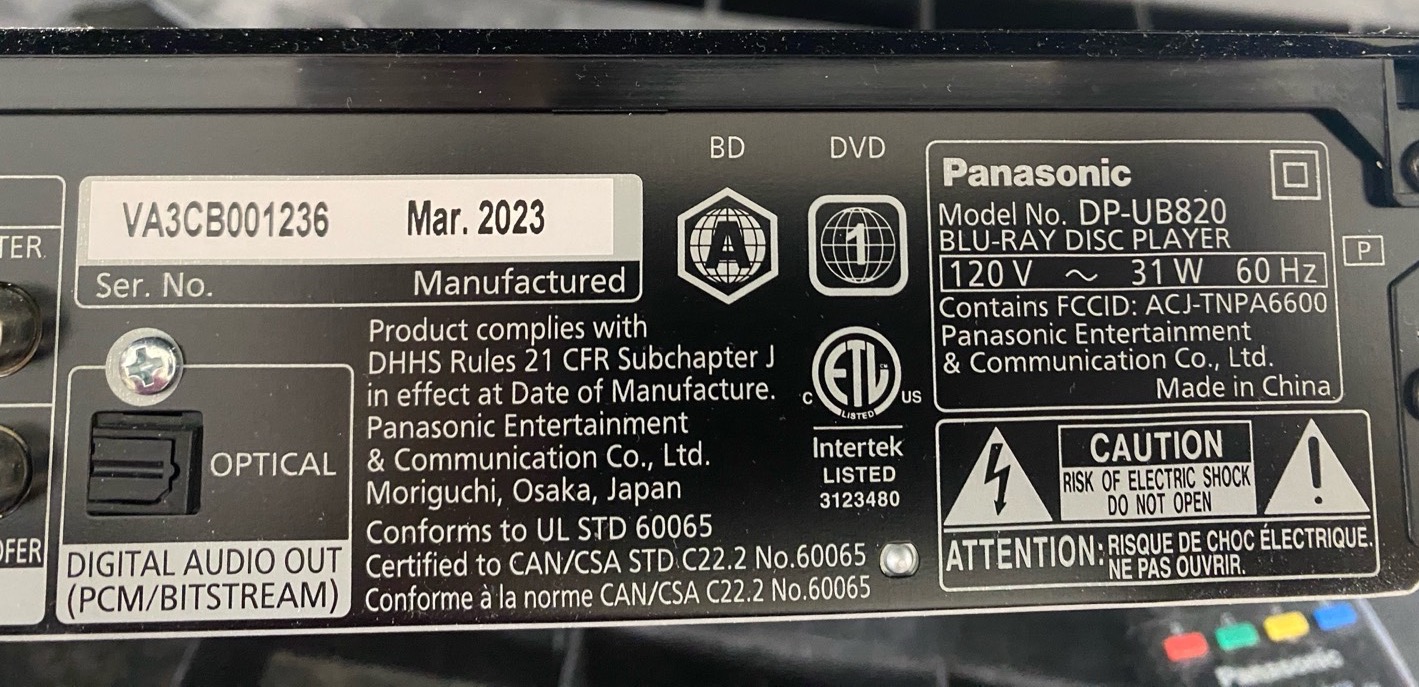 TER
VA3CB001236 Mar. 2023
Ser. No. Manufactured
OPTICAL
DIGITAL AUDIO OUT
(PCM/BITSTREAM)
Product complies with
DHHS Rules 21 CFR Subchapter J
in effect at Date of Manufacture.
Panasonic Entertainment
& Communication Co., Ltd.
Moriguchi, Osaka, Japan
Conforms to UL STD 60065
Certified to CAN/CSA STD C22.2 No.60065
Conforme à la norme CAN/CSA C22.2 No.60065
BD DVD
A 1
ETL
C US
LISTED
Intertek
LISTED
3123480
Panasonic
Model No. DP-UB820
BLU-RAY DISC PLAYER
120 V ~ 31 W 60 Hz
Contains FCCID: ACJ-TNPA6600
Panasonic Entertainment
& Communication Co., Ltd.
Made in China
P
CAUTION
RISK OF ELECTRIC SHOCK
DO NOT OPEN
ATTENTION: RISQUE DE CHOC ÉLECTRIQUE.
NE PAS OUVRIR.
OFER
Panasonic